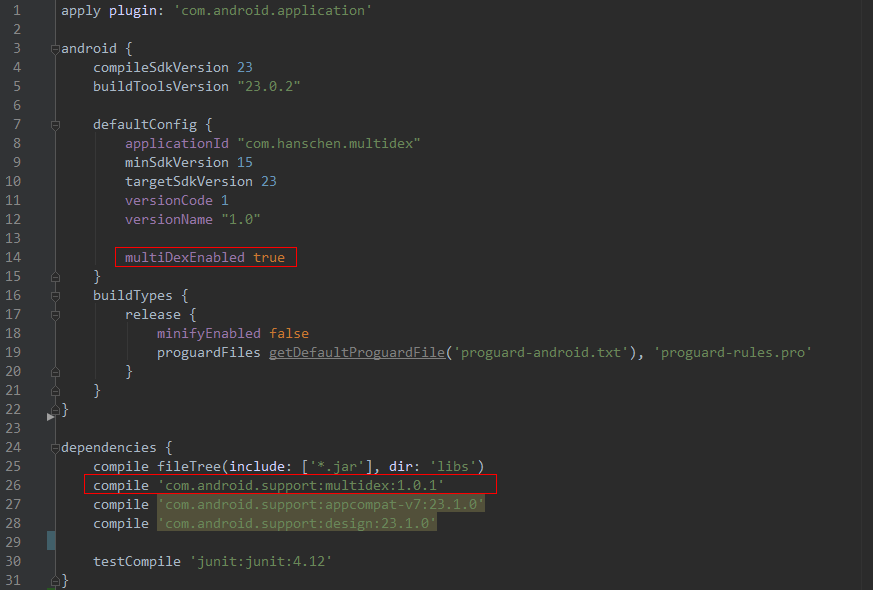 1 apply plugin: 'com.android.application'
2
3 android {
4 compileSdkVersion 23
5 buildToolsVersion "23.0.2"
6
7 defaultConfig {
8 applicationId "com.hanschen.multidex"
9 minSdkVersion 15
10 targetSdkVersion 23
11 versionCode 1
12 versionName "1.0"
13
14 multiDexEnabled true
15 }
16 buildTypes {
17 release {
18 minifyEnabled false
19 proguardFiles getDefaultProguardFile('proguard-android.txt'), 'proguard-rules.pro'
20 }
21 }
22 }
23
24 dependencies {
25 compile fileTree(include: ['*.jar'], dir: 'libs')
26 compile 'com.android.support:multidex:1.0.1'
27 compile 'com.android.support:appcompat-v7:23.1.0'
28 compile 'com.android.support:design:23.1.0'
29
30 testCompile 'junit:junit:4.12'
31 }